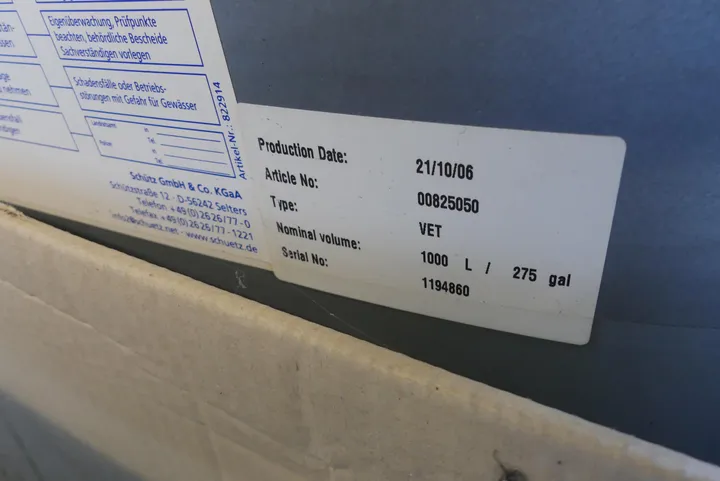 Eigenüberwachung, Prüfpunkte
beachten, behördliche Bescheide
Sachverständigen vorlegen
Schadensfälle oder Betriebs-
störungen mit Gefahr für Gewässer
Tel.
Tel.
Artikel-Nr.: 822914
Schütz GmbH & Co. KGaA
Schützstraße 12 · D-56242 Selters
Telefon +49(0)2626/77-0
Telefax +49(0)2626/77-1221
info2@schuetz.net · www.schuetz.de
Production Date: 21/10/06
Article No: 00825050
Type: VET
Nominal volume: 1000 L / 275 gal
Serial No: 1194860